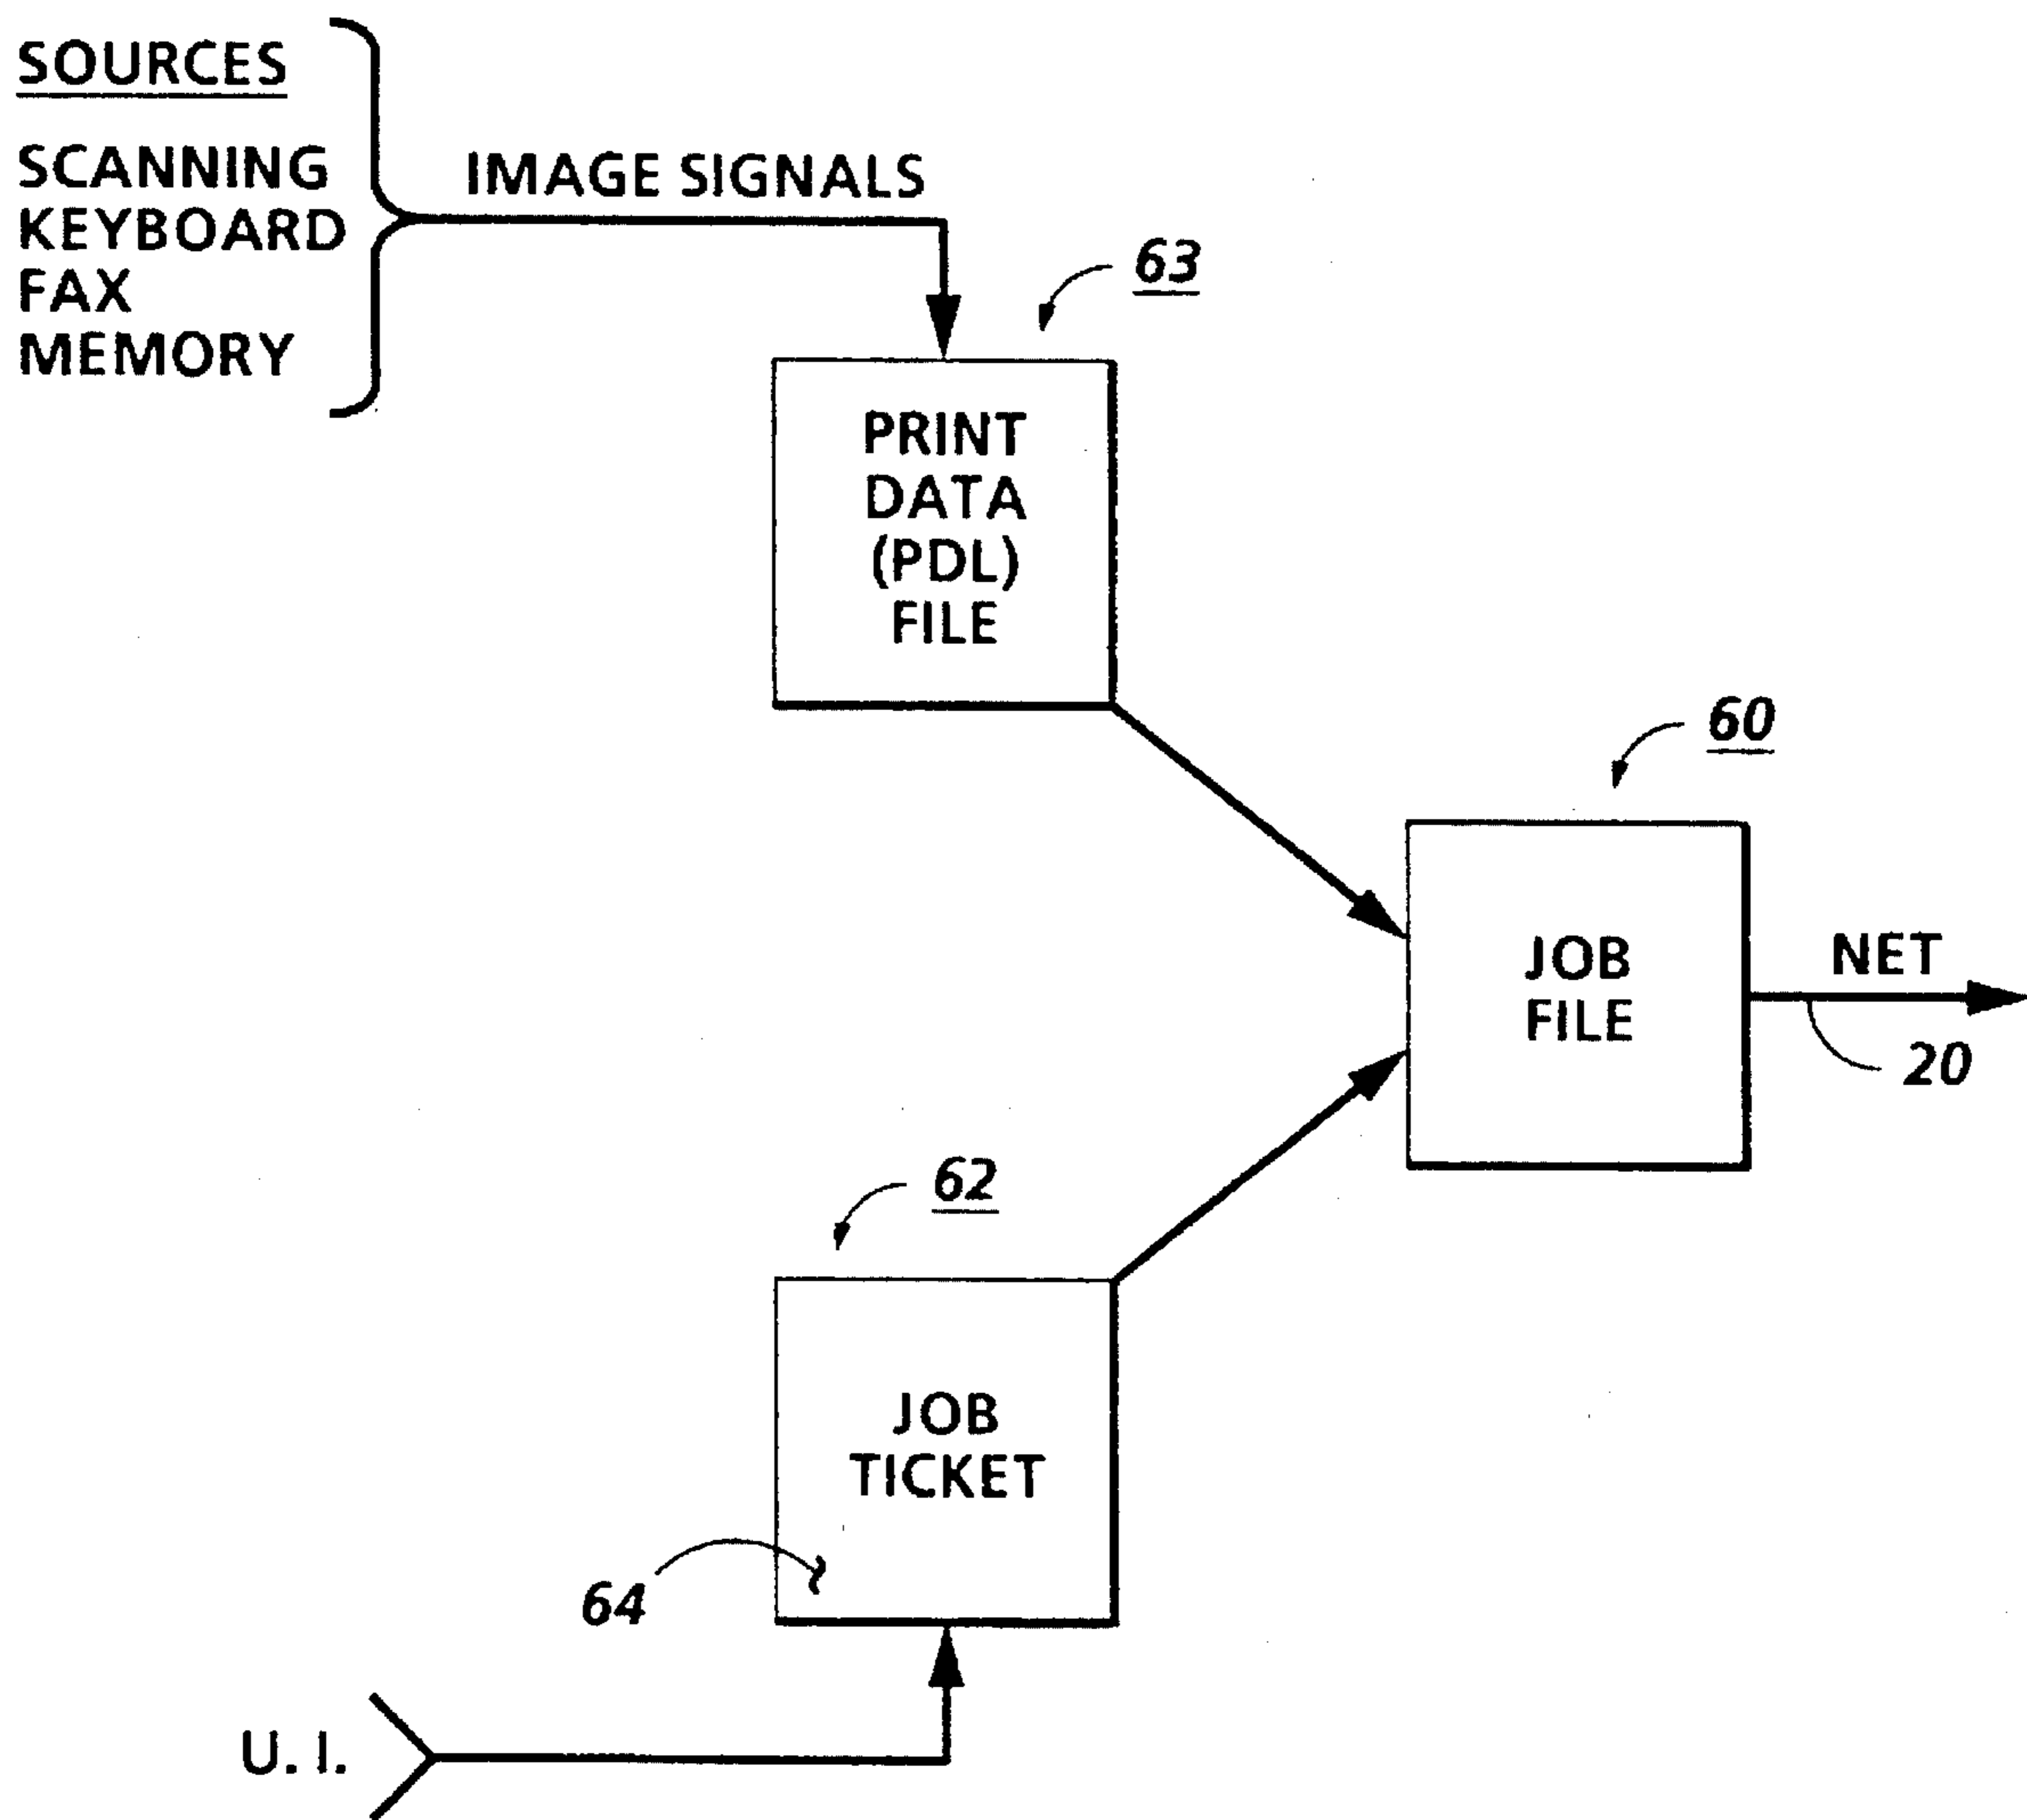 SOURCES
SCANNING
KEYBOARD
FAX
MEMORY
IMAGE SIGNALS
63
PRINT
DATA
(PDL)
FILE
60
JOB
FILE
NET
20
62
JOB
TICKET
64
U. I.